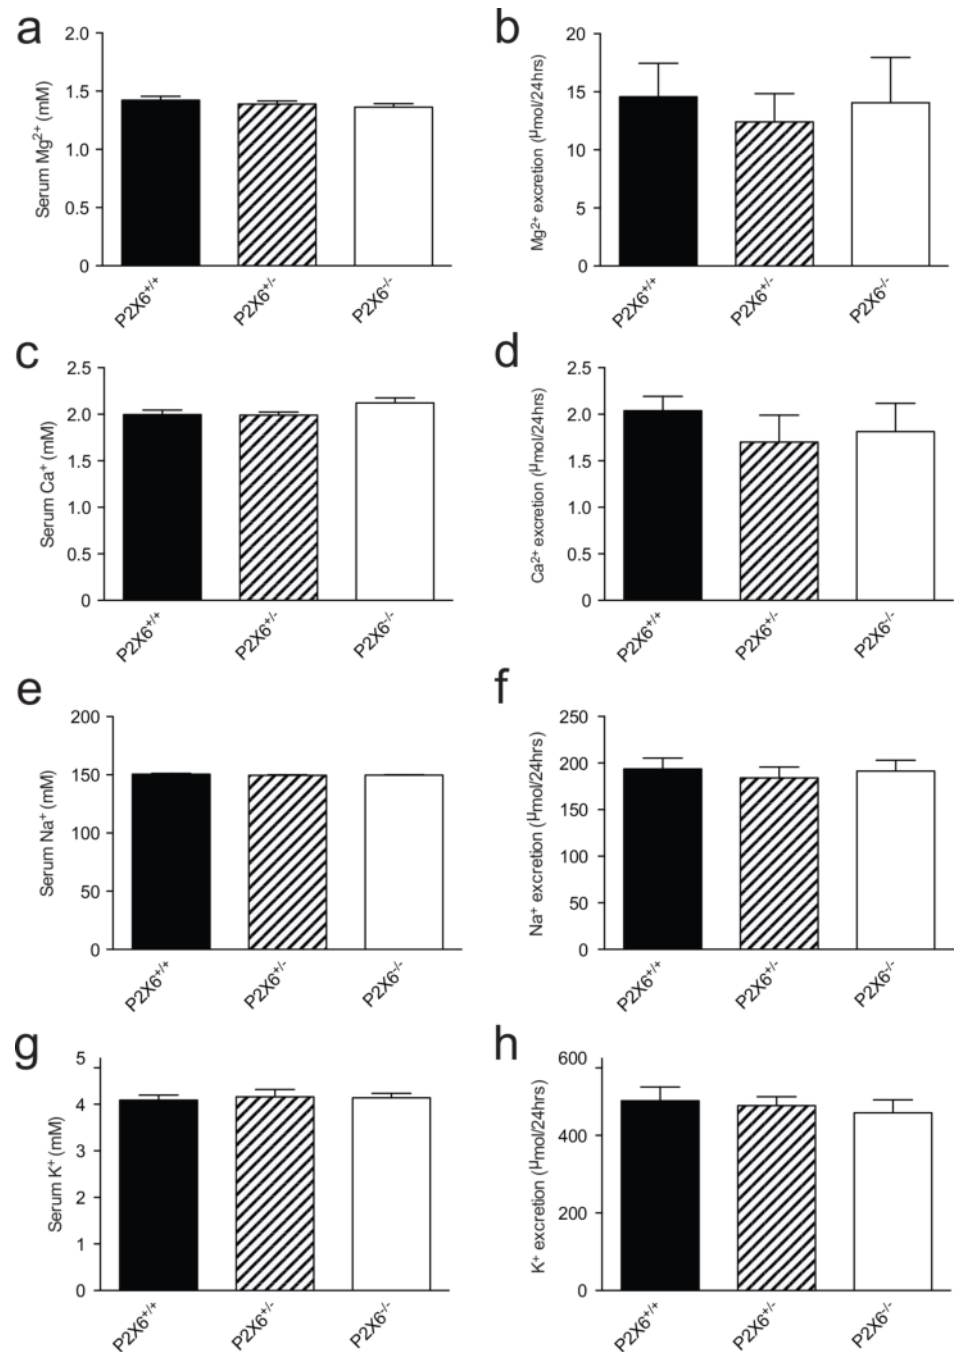 a
Serum Mg²⁺ (mM)
2.0
1.5
1.0
0.5
0
P2X6⁺/⁺
P2X6⁺/⁻
P2X6⁻/⁻
b
Mg²⁺ excretion (µmol/24hrs)
20
15
10
5
0
P2X6⁺/⁺
P2X6⁺/⁻
P2X6⁻/⁻
c
Serum Ca⁺ (mM)
2.5
2.0
1.5
1.0
0.5
0
P2X6⁺/⁺
P2X6⁺/⁻
P2X6⁻/⁻
d
Ca²⁺ excretion (µmol/24hrs)
2.5
2.0
1.5
1.0
0.5
0
P2X6⁺/⁺
P2X6⁺/⁻
P2X6⁻/⁻
e
Serum Na⁺ (mM)
200
150
100
50
0
P2X6⁺/⁺
P2X6⁺/⁻
P2X6⁻/⁻
f
Na⁺ excretion (µmol/24hrs)
250
200
150
100
50
0
P2X6⁺/⁺
P2X6⁺/⁻
P2X6⁻/⁻
g
Serum K⁺ (mM)
5
4
3
2
1
0
P2X6⁺/⁺
P2X6⁺/⁻
P2X6⁻/⁻
h
K⁺ excretion (µmol/24hrs)
600
400
200
0
P2X6⁺/⁺
P2X6⁺/⁻
P2X6⁻/⁻